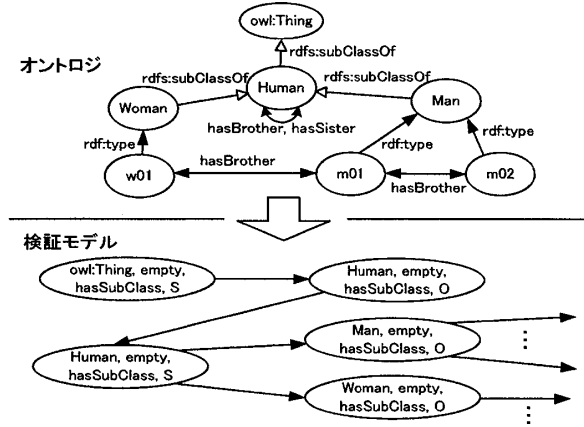 owl:Thing
オントロジ
rdfs:subClassOf
rdfs:subClassOf
rdfs:subClassOf
Human
Woman
Man
hasBrother, hasSister
rdf:type
rdf:type
rdf:type
hasBrother
w01
m01
m02
hasBrother
検証モデル
owl:Thing, empty,
hasSubClass, S
Human, empty,
hasSubClass, O
Man, empty,
hasSubClass, O
Human, empty,
hasSubClass, S
Woman, empty,
hasSubClass, O